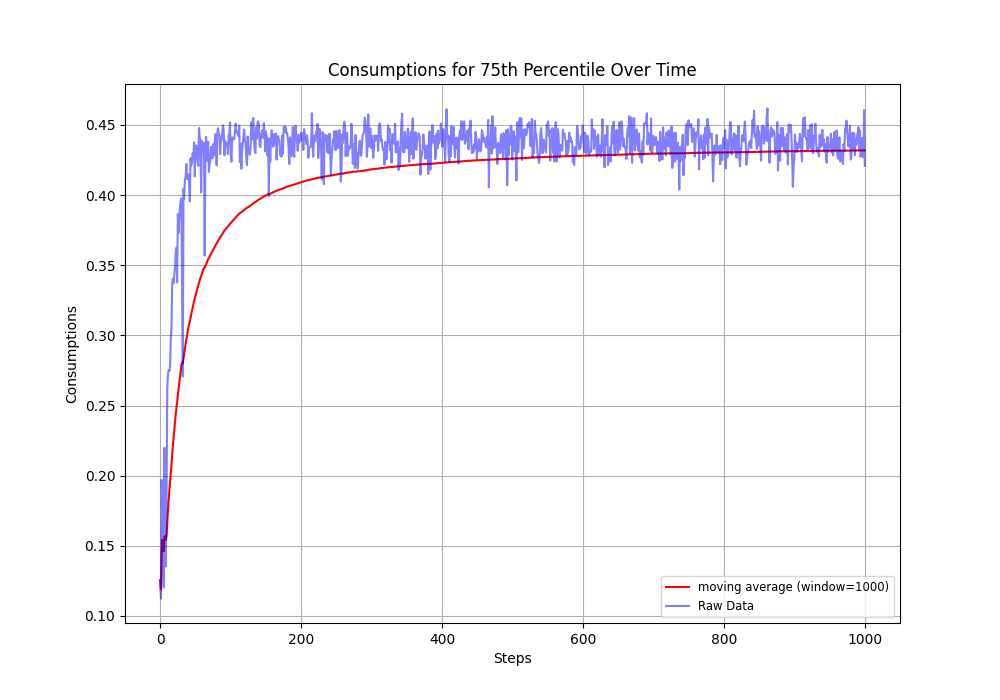 Consumptions for 75th Percentile Over Time
Consumptions
0.45
0.40
0.35
0.30
0.25
0.20
0.15
0.10
0 200 400 600 800 1000
Steps
moving average (window=1000)
Raw Data